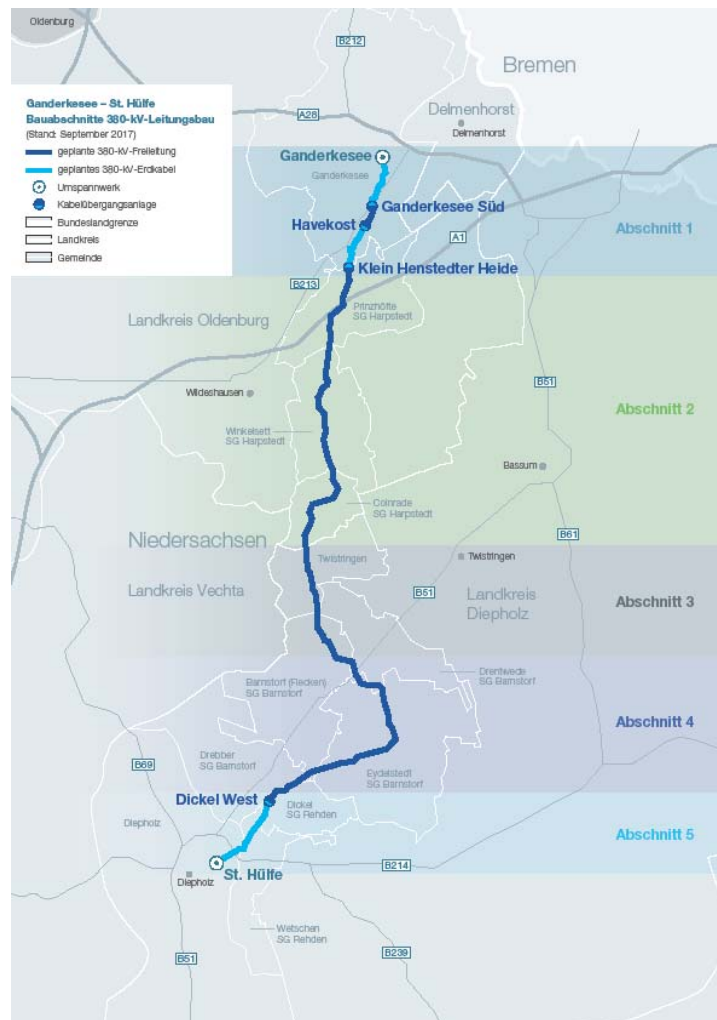 Oldenburg
B212
Bremen
Ganderkesee – St. Hülfe
Bauabschnitte 380-kV-Leitungsbau
(Stand: September 2017)
geplante 380-kV-Freileitung
geplantes 380-kV-Erdkabel
Umspannwerk
Kabelübergangsanlage
Bundeslandgrenze
Landkreis
Gemeinde
A28
Delmenhorst
Delmenhorst
Ganderkesee
Ganderkesee
Ganderkesee Süd
Havekost
Abschnitt 1
A1
Klein Henstedter Heide
B213
Prinzhöfte
SG Harpstedt
Landkreis Oldenburg
B51
Wildeshausen
Abschnitt 2
Winkelsett
SG Harpstedt
Bassum
Colnrade
SG Harpstedt
B61
Niedersachsen
Twistringen
Twistringen
Landkreis Vechta
B51
Landkreis
Diepholz
Abschnitt 3
Barnstorf (Flecken)
SG Barnstorf
Drentwede
SG Barnstorf
Abschnitt 4
Drebber
SG Barnstorf
B69
Eydelstedt
SG Barnstorf
Dickel West
Dickel
SG Rehden
Diepholz
Abschnitt 5
B214
St. Hülfe
Diepholz
Wetschen
SG Rehden
B51
B239